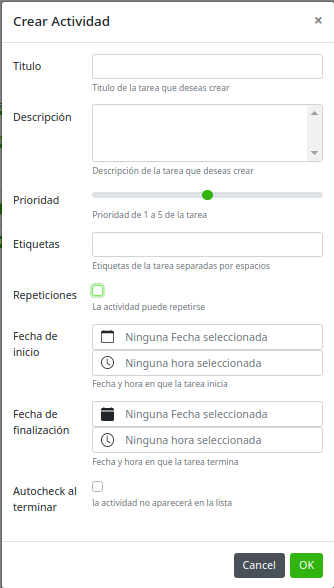 Crear Actividad
×
Titulo
Titulo de la tarea que deseas crear
Descripción
Descripción de la tarea que deseas crear
Prioridad
Prioridad de 1 a 5 de la tarea
Etiquetas
Etiquetas de la tarea separadas por espacios
Repeticiones
La actividad puede repetirse
Fecha de
inicio
Ninguna Fecha seleccionada
Ninguna hora seleccionada
Fecha y hora en que la tarea inicia
Fecha de
finalización
Ninguna Fecha seleccionada
Ninguna hora seleccionada
Fecha y hora en que la tarea termina
Autocheck al
terminar
la actividad no aparecerá en la lista
Cancel
OK